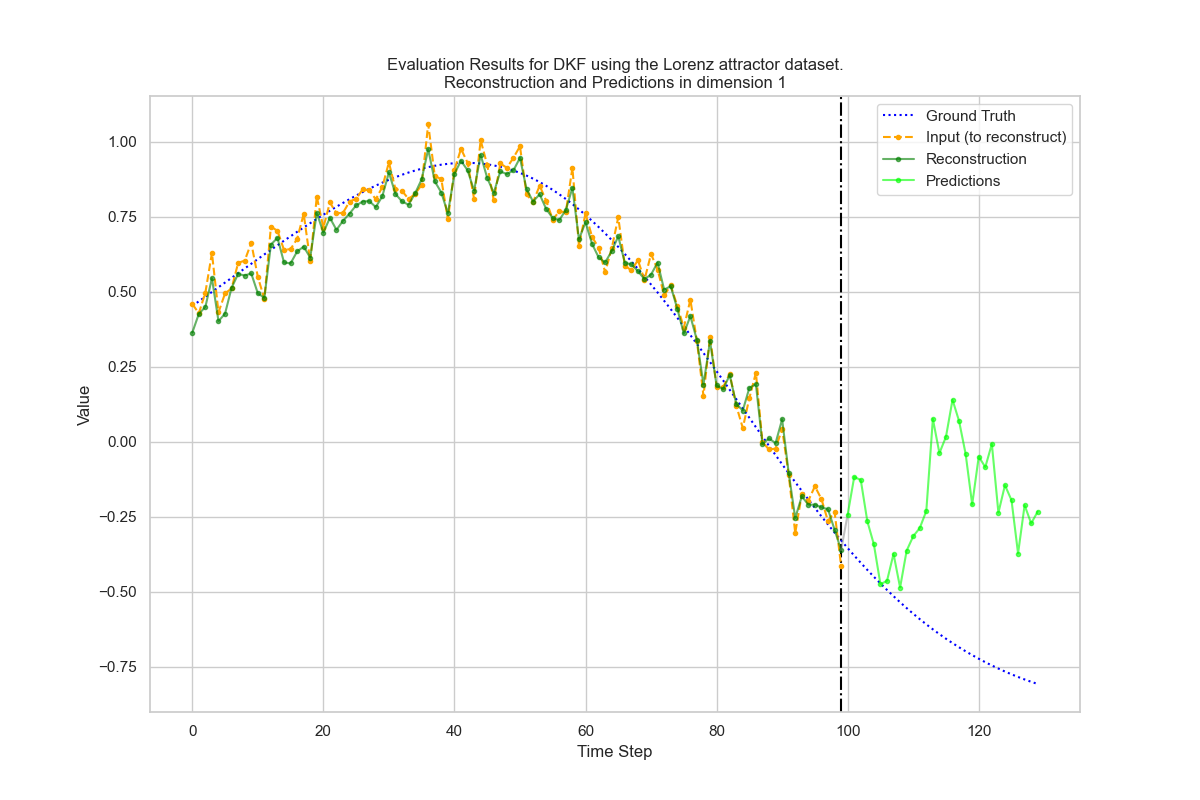 Evaluation Results for DKF using the Lorenz attractor dataset.
Reconstruction and Predictions in dimension 1
Ground Truth
Input (to reconstruct)
Reconstruction
Predictions
Value
1.00
0.75
0.50
0.25
0.00
−0.25
−0.50
−0.75
0 20 40 60 80 100 120
Time Step